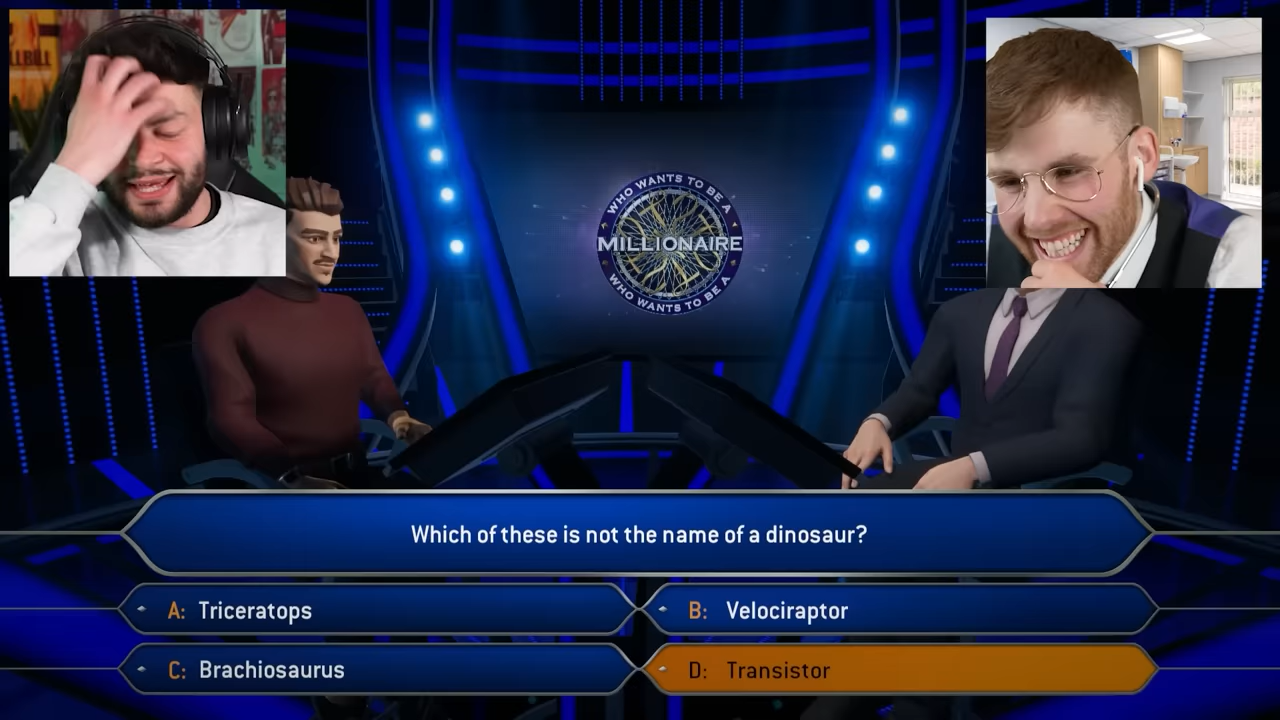 LLBILL
WHO WANTS TO BE A
MILLIONAIRE
WHO WANTS TO BE A
Which of these is not the name of a dinosaur?
A: Triceratops
B: Velociraptor
C: Brachiosaurus
D: Transistor